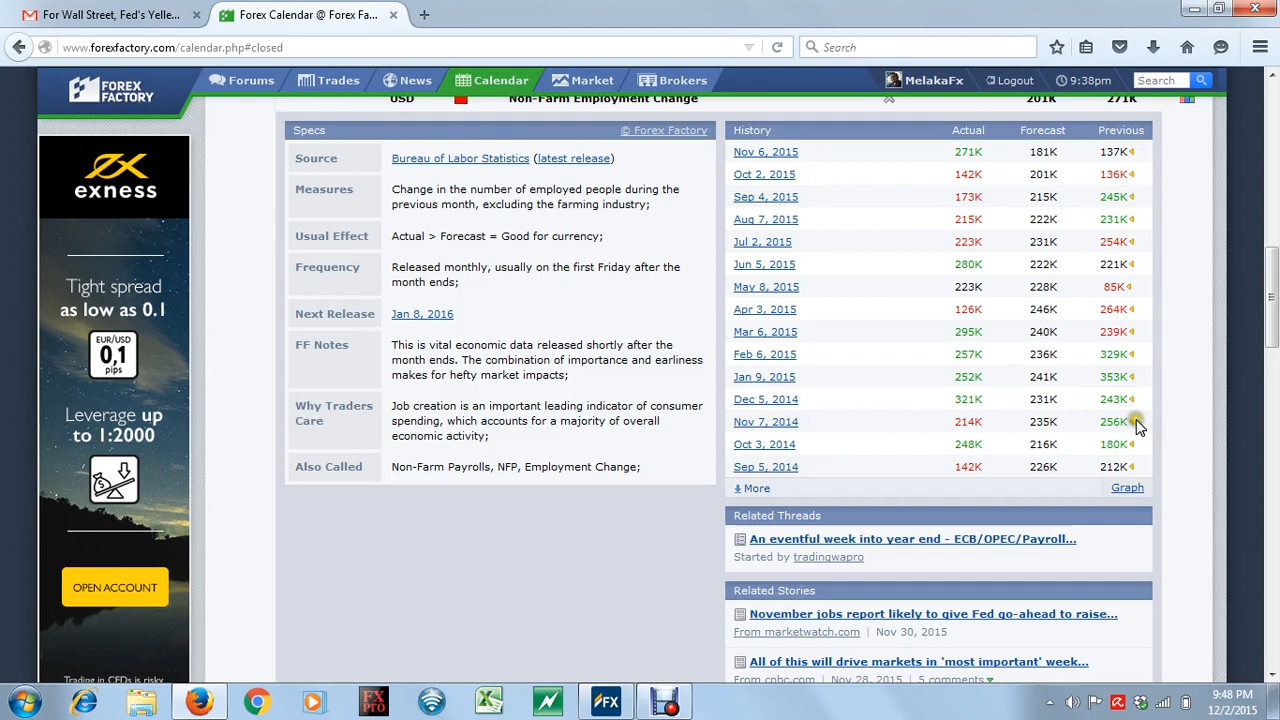 For Wall Street, Fed's Yelle...
Forex Calendar @ Forex Fa...
www.forexfactory.com/calendar.php#closed
Search
FOREX
FACTORY
Forums
Trades
News
Calendar
Market
Brokers
MelakaFx
Logout
9:38pm
Search
USD
Non-Farm Employment Change
201K
271K
exness
Tight spread
as low as 0.1
EUR/USD
0,1
pips
Leverage up
to 1:2000
OPEN ACCOUNT
Trading in CFDs is risky
Specs
© Forex Factory
Source
Bureau of Labor Statistics (latest release)
Measures
Change in the number of employed people during the
previous month, excluding the farming industry;
Usual Effect
Actual > Forecast = Good for currency;
Frequency
Released monthly, usually on the first Friday after the
month ends;
Next Release
Jan 8, 2016
FF Notes
This is vital economic data released shortly after the
month ends. The combination of importance and earliness
makes for hefty market impacts;
Why Traders
Care
Job creation is an important leading indicator of consumer
spending, which accounts for a majority of overall
economic activity;
Also Called
Non-Farm Payrolls, NFP, Employment Change;
History Actual Forecast Previous
Nov 6, 2015 271K 181K 137K
Oct 2, 2015 142K 201K 136K
Sep 4, 2015 173K 215K 245K
Aug 7, 2015 215K 222K 231K
Jul 2, 2015 223K 231K 254K
Jun 5, 2015 280K 222K 221K
May 8, 2015 223K 228K 85K
Apr 3, 2015 126K 246K 264K
Mar 6, 2015 295K 240K 239K
Feb 6, 2015 257K 236K 329K
Jan 9, 2015 252K 241K 353K
Dec 5, 2014 321K 231K 243K
Nov 7, 2014 214K 235K 256K
Oct 3, 2014 248K 216K 180K
Sep 5, 2014 142K 226K 212K
More
Graph
Related Threads
An eventful week into year end - ECB/OPEC/Payroll...
Started by tradingwapro
Related Stories
November jobs report likely to give Fed go-ahead to raise...
From marketwatch.com | Nov 30, 2015
All of this will drive markets in 'most important' week...
From cnbc.com | Nov 28, 2015 | 5 comments
FX
PRO
FX
9:48 PM
12/2/2015